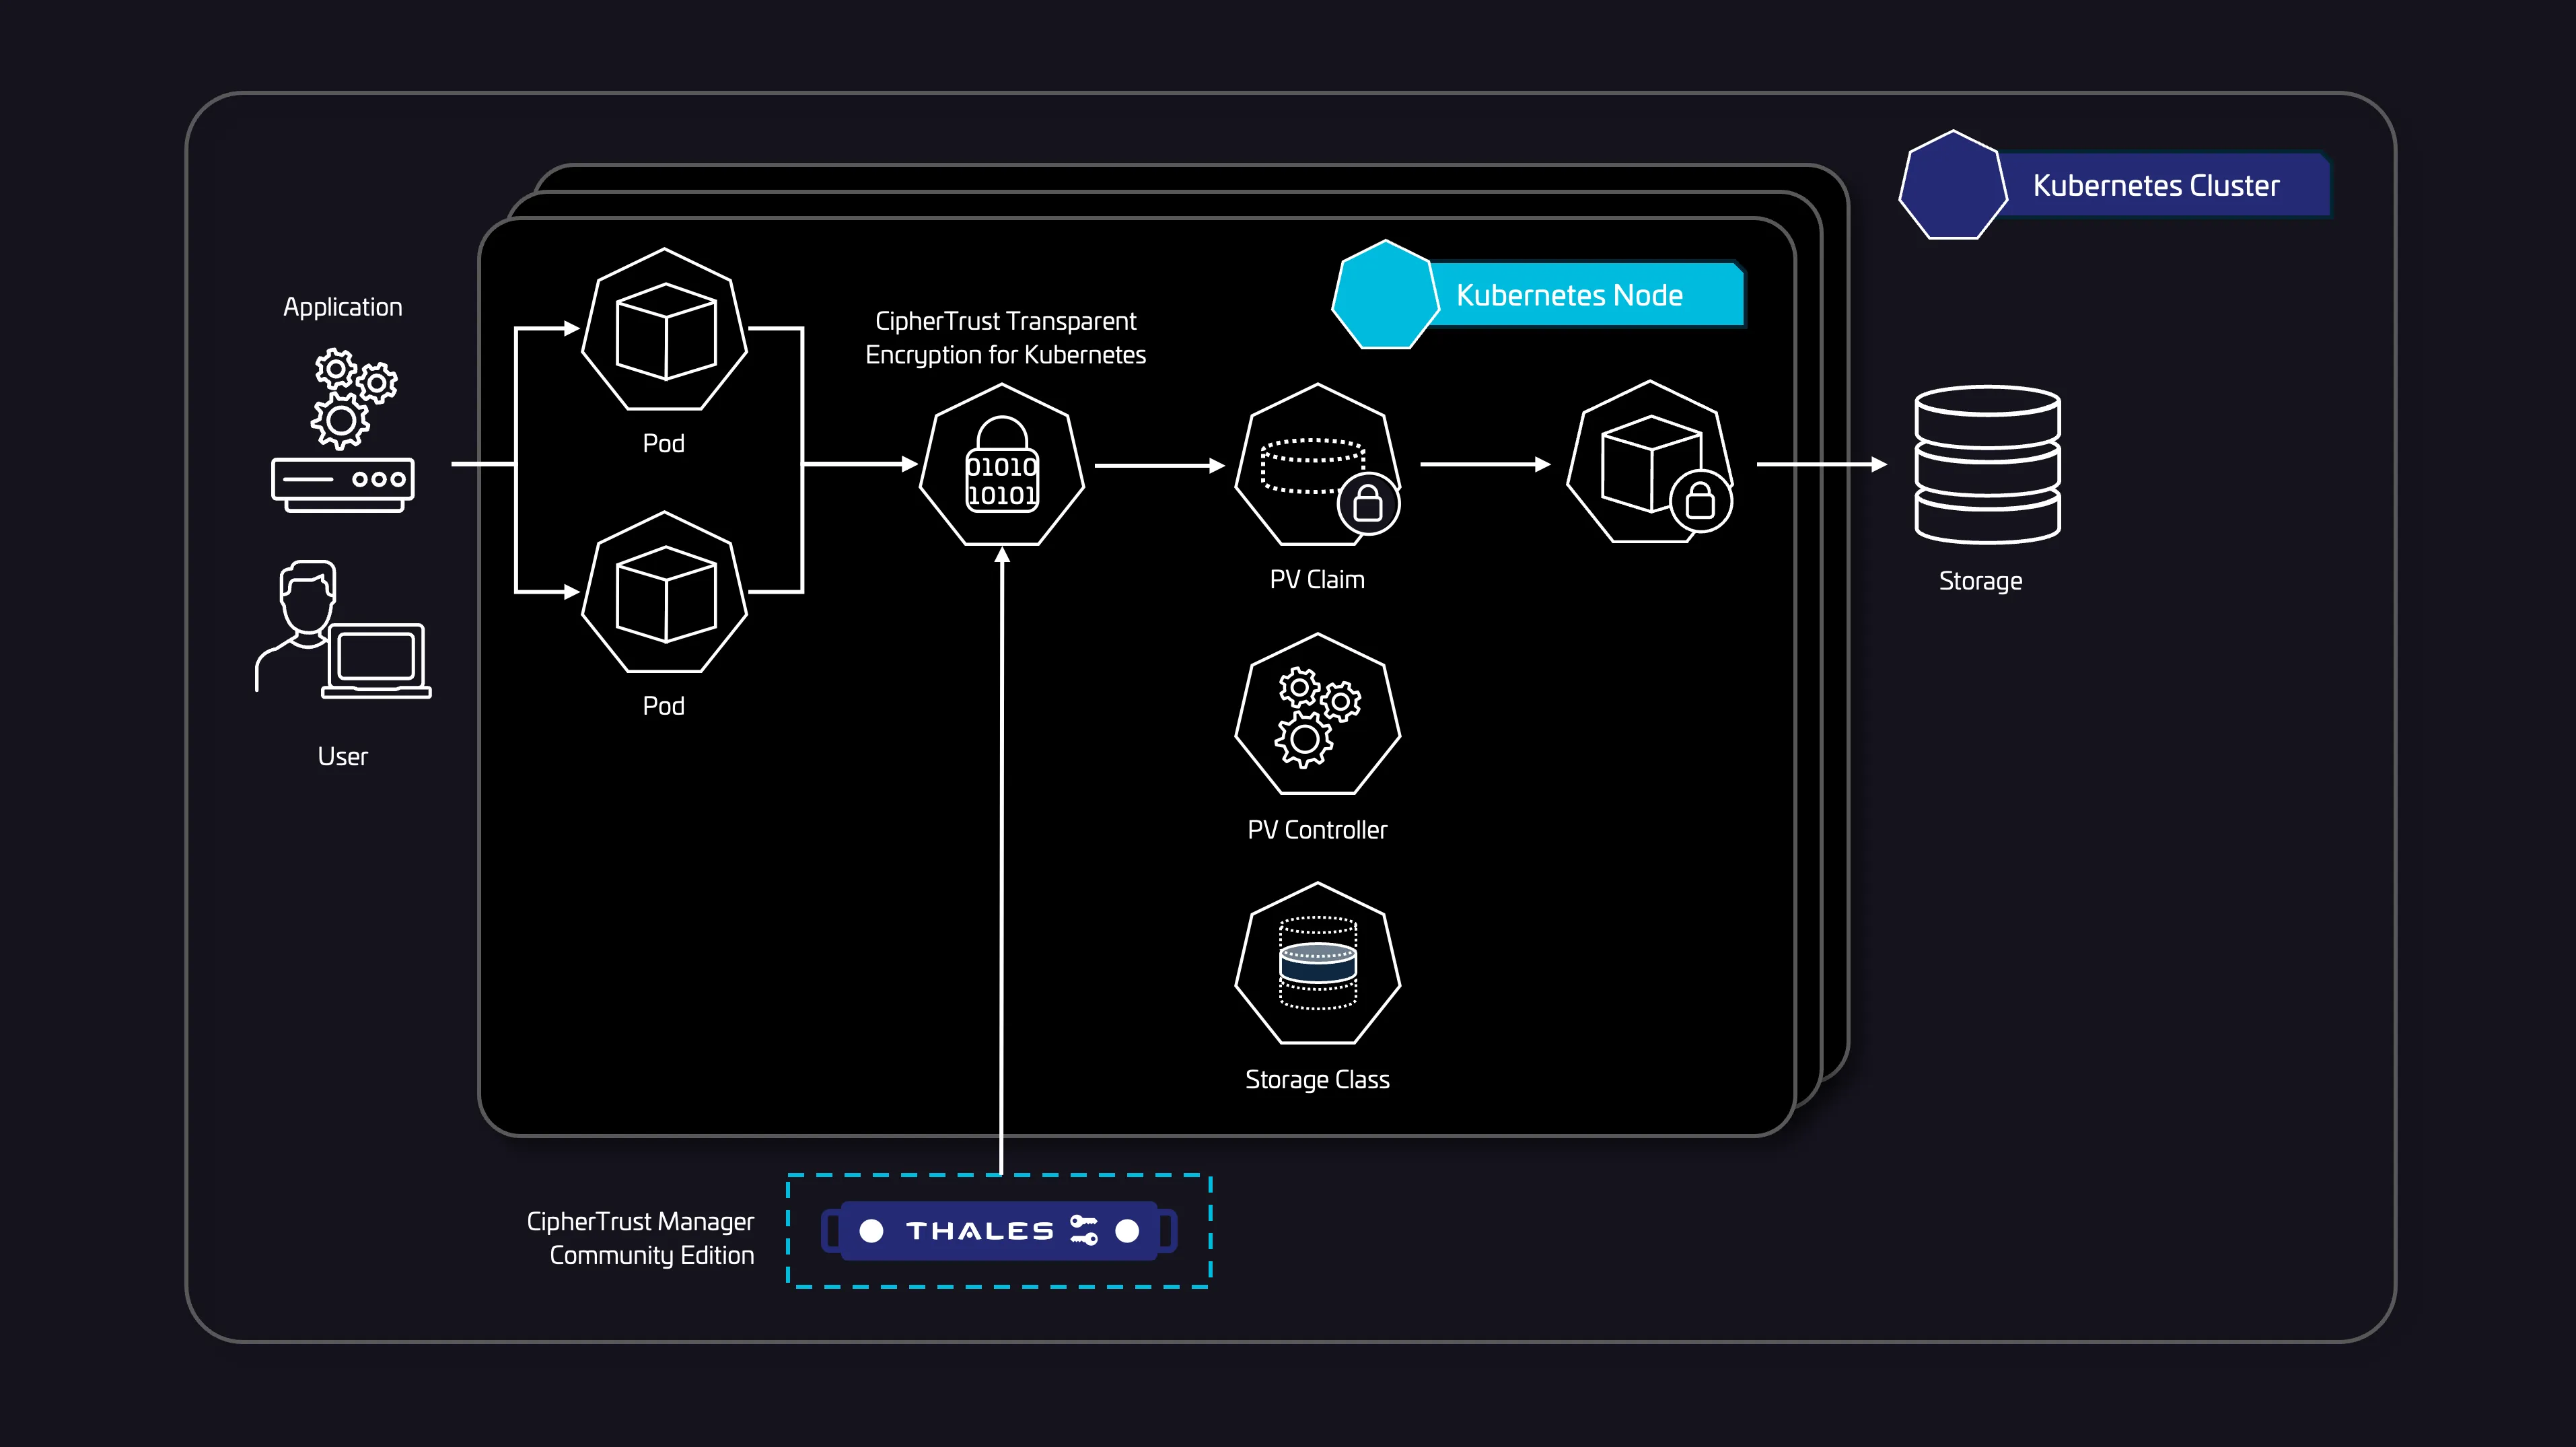 Kubernetes Cluster
Kubernetes Node
Application
CipherTrust Transparent
Encryption for Kubernetes
Pod
01010
10101
PV Claim
Storage
Pod
User
PV Controller
Storage Class
CipherTrust Manager
Community Edition
THALES